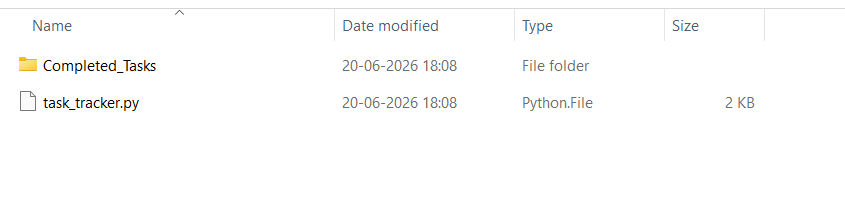 Name Date modified Type Size
Completed_Tasks 20-06-2026 18:08 File folder
task_tracker.py 20-06-2026 18:08 Python.File 2 KB